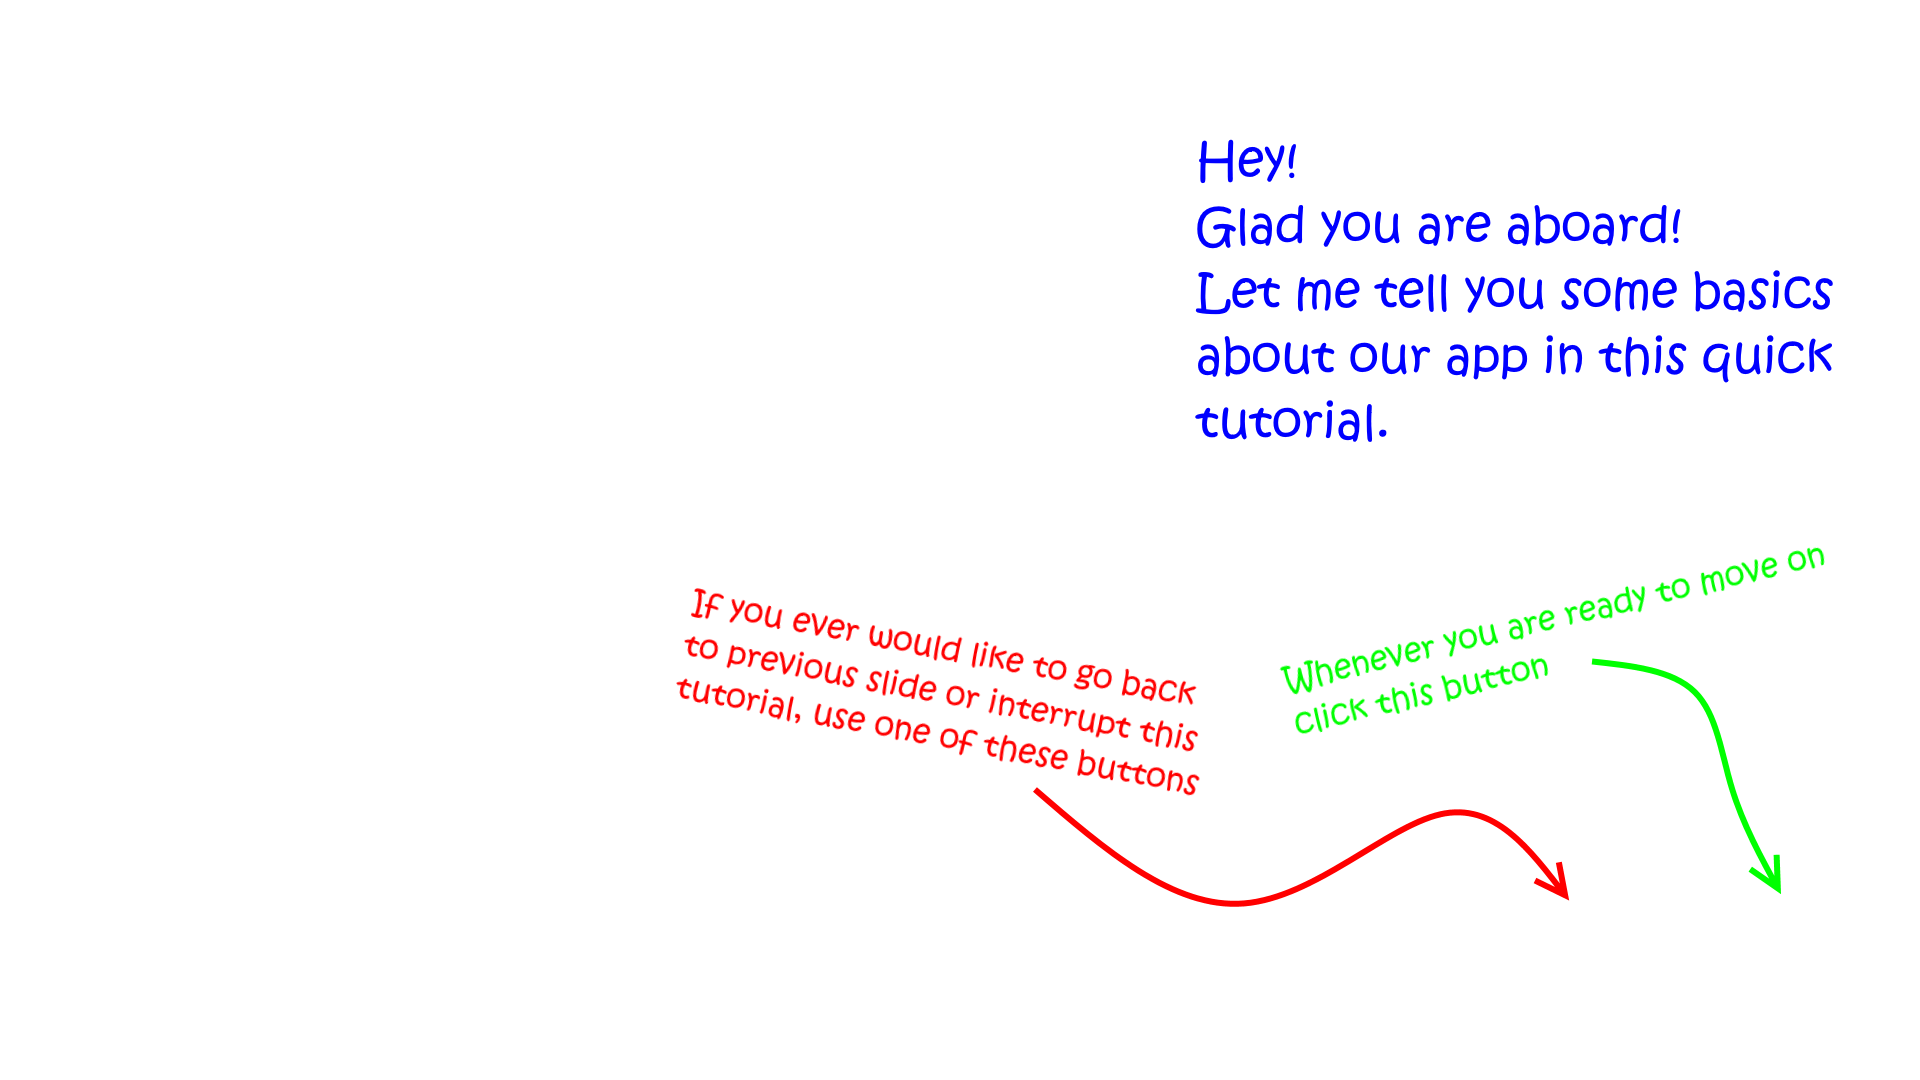 Hey!
Glad you are aboard!
Let me tell you some basics
about our app in this quick
tutorial.
If you ever would like to go back
to previous slide or interrupt this
tutorial, use one of these buttons
Whenever you are ready to move on
click this button